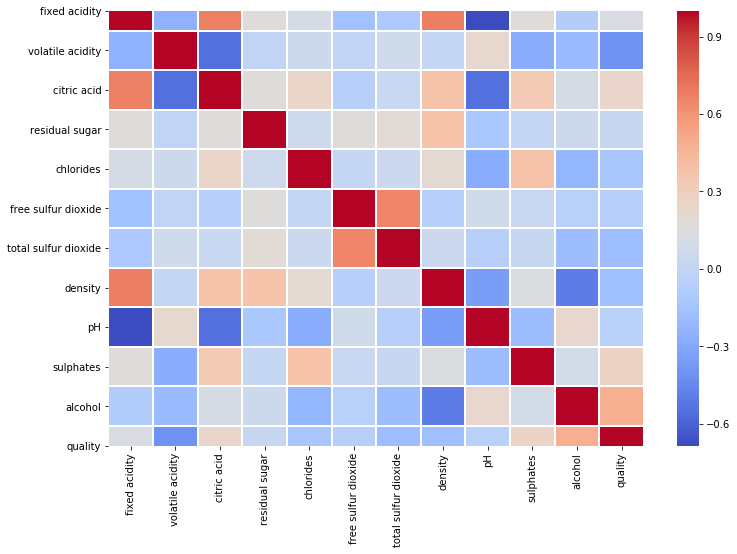 fixed acidity
volatile acidity
citric acid
residual sugar
chlorides
free sulfur dioxide
total sulfur dioxide
density
pH
sulphates
alcohol
quality
fixed acidity
volatile acidity
citric acid
residual sugar
chlorides
free sulfur dioxide
total sulfur dioxide
density
pH
sulphates
alcohol
quality
0.9
0.6
0.3
0.0
−0.3
−0.6